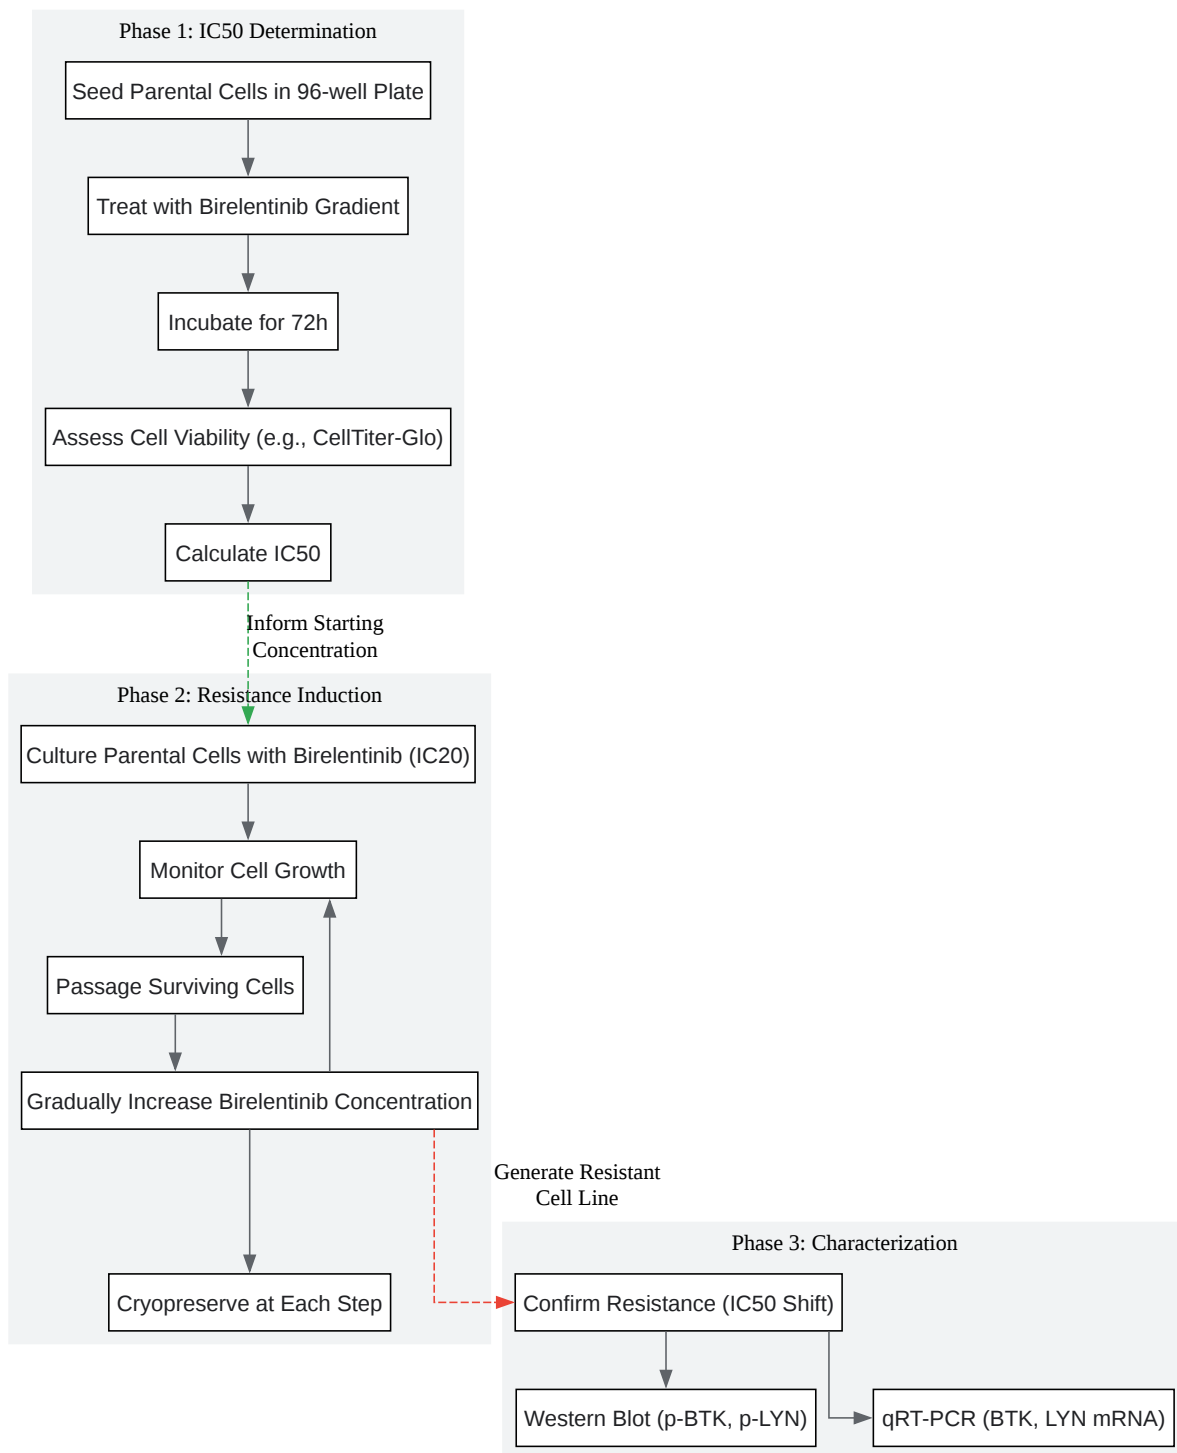 Phase 1: IC50 Determination
Seed Parental Cells in 96-well Plate
Treat with Birelentinib Gradient
Incubate for 72h
Assess Cell Viability (e.g., CellTiter-Glo)
Calculate IC50
Inform Starting
Concentration
Phase 2: Resistance Induction
Culture Parental Cells with Birelentinib (IC20)
Monitor Cell Growth
Passage Surviving Cells
Gradually Increase Birelentinib Concentration
Generate Resistant
Cell Line
Cryopreserve at Each Step
Phase 3: Characterization
Confirm Resistance (IC50 Shift)
Western Blot (p-BTK, p-LYN)
qRT-PCR (BTK, LYN mRNA)